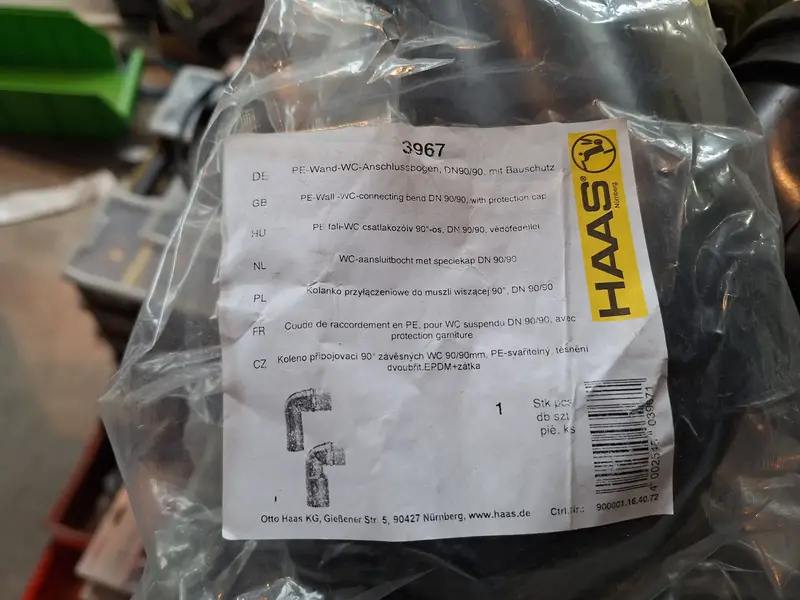 3967
DE PE-Wand-WC-Anschlussbogen, DN90/90, mit Bauschutz
GB PE-Wall -WC-connecting bend DN 90/90, with protection cap
HU PE fali-WC csatlakozóív 90°-os, DN 90/90, védőfedéllel
NL WC-aansluitbocht met speciekap DN 90/90
PL Kolanko przyłączeniowe do muszli wiszącej 90°, DN 90/90
FR Coude de raccordement en PE, pour WC suspendu DN 90/90, avec
protection garniture
CZ Koleno připojovací 90° závěsných WC 90/90mm, PE-svařitelný, těsnění
dvoubřit.EPDM+zátka
HAAS®
Nürnberg
1
Stk pcs
db szt
piè. ks
Otto Haas KG, Gießener Str. 5, 90427 Nürnberg, www.haas.de
Ctrl.Nr.: 900001.16.40.72